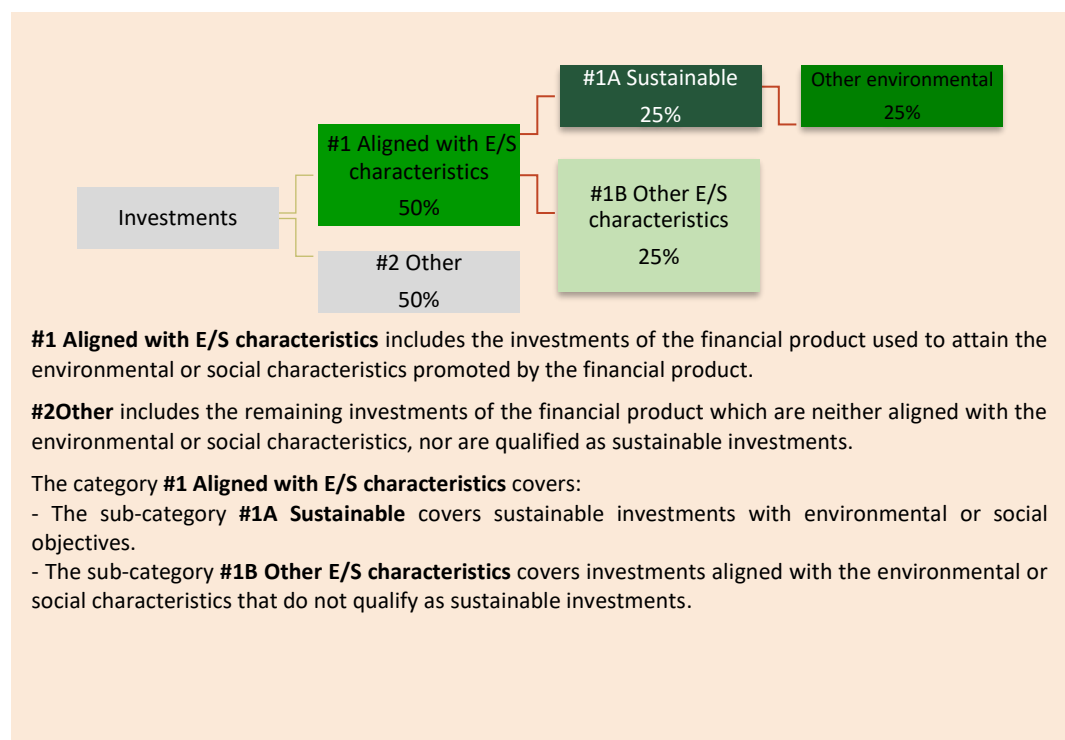 Investments
#1 Aligned with E/S
characteristics
50%
#2 Other
50%
#1A Sustainable
25%
#1B Other E/S
characteristics
25%
Other environmental
25%
#1 Aligned with E/S characteristics includes the investments of the financial product used to attain the
environmental or social characteristics promoted by the financial product.
#2Other includes the remaining investments of the financial product which are neither aligned with the
environmental or social characteristics, nor are qualified as sustainable investments.
The category #1 Aligned with E/S characteristics covers:
- The sub-category #1A Sustainable covers sustainable investments with environmental or social
objectives.
- The sub-category #1B Other E/S characteristics covers investments aligned with the environmental or
social characteristics that do not qualify as sustainable investments.